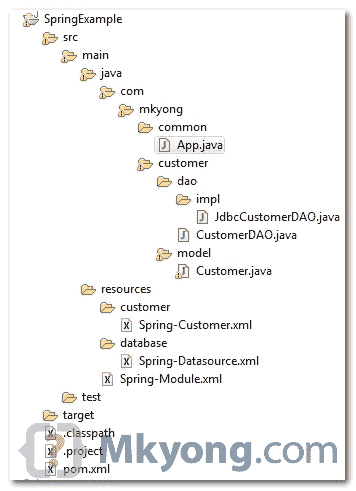 SpringExample
src
main
java
com
mkyong
common
App.java
customer
dao
impl
JdbcCustomerDAO.java
CustomerDAO.java
model
Customer.java
resources
customer
Spring-Customer.xml
database
Spring-Datasource.xml
Spring-Module.xml
test
target
.classpath
.project
pom.xml
Mkyong.com